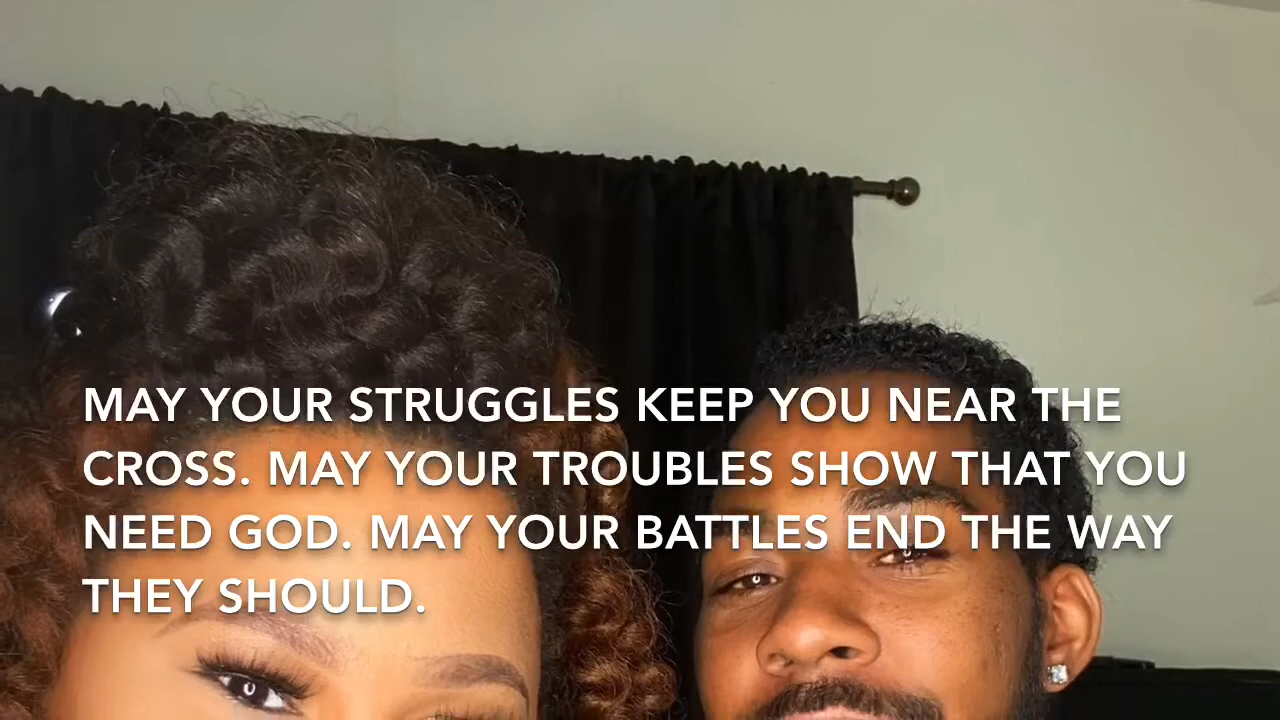 MAY YOUR STRUGGLES KEEP YOU NEAR THE
CROSS. MAY YOUR TROUBLES SHOW THAT YOU
NEED GOD. MAY YOUR BATTLES END THE WAY
THEY SHOULD.